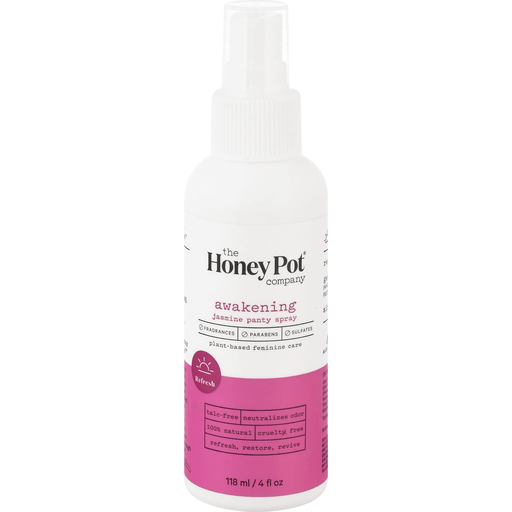 the
Honey Pot®
company
awakening
jasmine panty spray
FRAGRANCES PARABENS SULFATES
plant-based feminine care
Refresh
talc-free neutralizes odor
100% natural cruelty free
refresh, restore, revive
118 ml / 4 fl oz